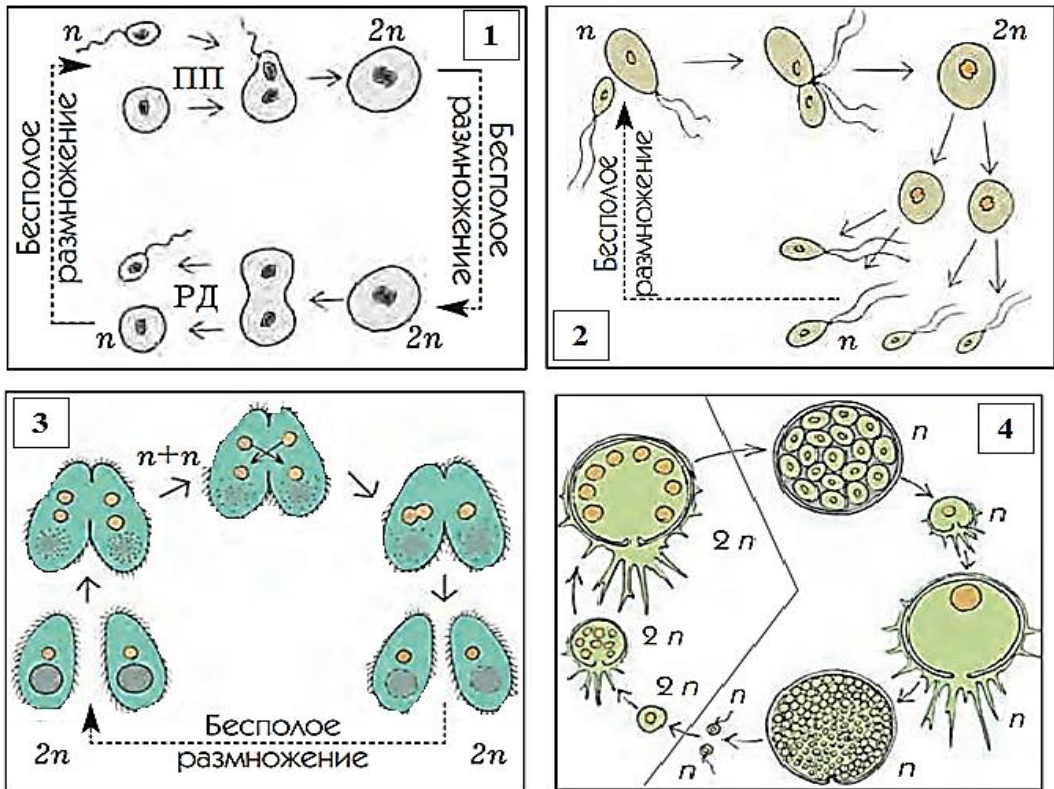 1
n
2n
ПП
Бесполое
размножение
Бесполое
размножение
РД
n
2n
2
n
2n
Бесполое
размножение
n
3
n+n
Бесполое
размножение
2n
2n
4
n
2 n
n
2 n
2 n
n
n
n
n